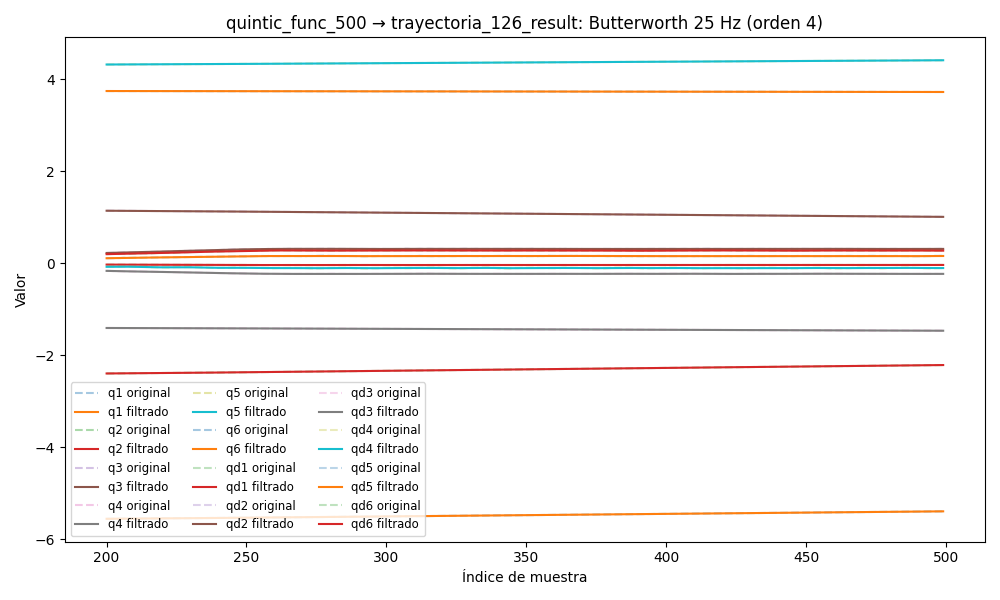 quintic_func_500 → trayectoria_126_result: Butterworth 25 Hz (orden 4)
4
2
0
−2
−4
−6
Valor
q1 original
q1 filtrado
q2 original
q2 filtrado
q3 original
q3 filtrado
q4 original
q4 filtrado
q5 original
q5 filtrado
q6 original
q6 filtrado
qd1 original
qd1 filtrado
qd2 original
qd2 filtrado
qd3 original
qd3 filtrado
qd4 original
qd4 filtrado
qd5 original
qd5 filtrado
qd6 original
qd6 filtrado
200 250 300 350 400 450 500
Índice de muestra